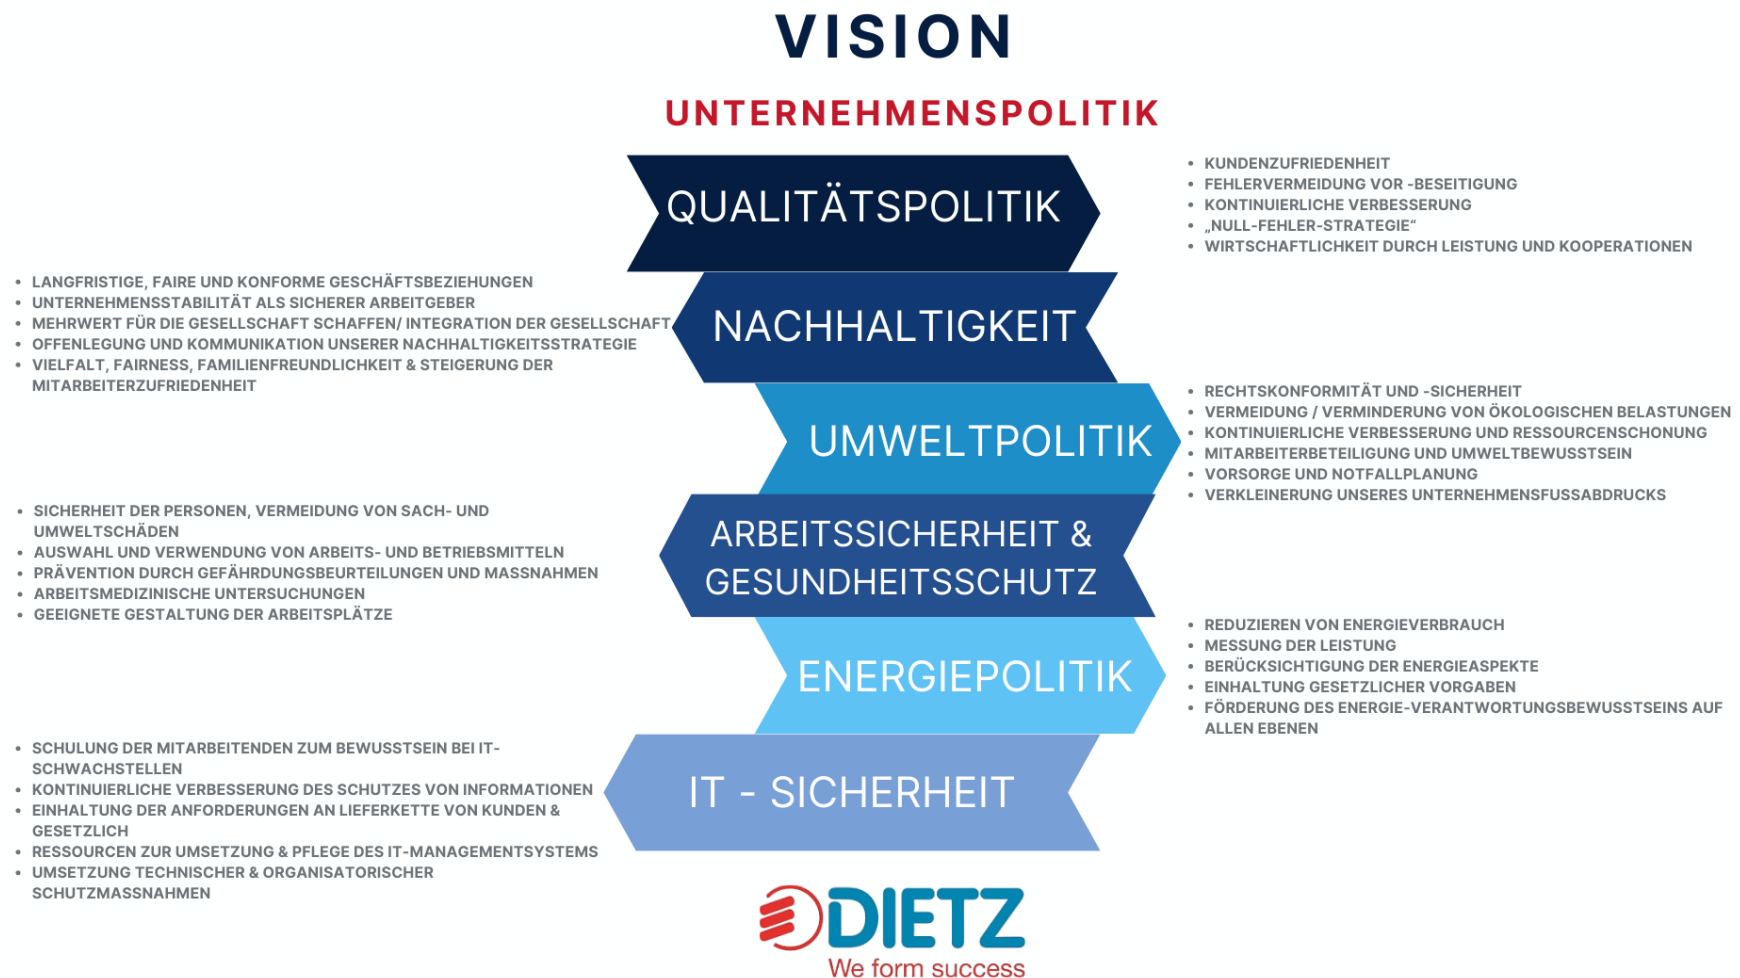 VISION
UNTERNEHMENSPOLITIK
QUALITÄTSPOLITIK
• KUNDENZUFRIEDENHEIT
• FEHLERVERMEIDUNG VOR -BESEITIGUNG
• KONTINUIERLICHE VERBESSERUNG
• „NULL-FEHLER-STRATEGIE“
• WIRTSCHAFTLICHKEIT DURCH LEISTUNG UND KOOPERATIONEN
NACHHALTIGKEIT
• LANGFRISTIGE, FAIRE UND KONFORME GESCHÄFTSBEZIEHUNGEN
• UNTERNEHMENSSTABILITÄT ALS SICHERER ARBEITGEBER
• MEHRWERT FÜR DIE GESELLSCHAFT SCHAFFEN/ INTEGRATION DER GESELLSCHAFT
• OFFENLEGUNG UND KOMMUNIKATION UNSERER NACHHALTIGKEITSSTRATEGIE
• VIELFALT, FAIRNESS, FAMILIENFREUNDLICHKEIT & STEIGERUNG DER
MITARBEITERZUFRIEDENHEIT
UMWELTPOLITIK
• RECHTSKONFORMITÄT UND -SICHERHEIT
• VERMEIDUNG / VERMINDERUNG VON ÖKOLOGISCHEN BELASTUNGEN
• KONTINUIERLICHE VERBESSERUNG UND RESSOURCENSCHONUNG
• MITARBEITERBETEILIGUNG UND UMWELTBEWUSSTSEIN
• VORSORGE UND NOTFALLPLANUNG
• VERKLEINERUNG UNSERES UNTERNEHMENSFUSSABDRUCKS
ARBEITSSICHERHEIT &
GESUNDHEITSSCHUTZ
• SICHERHEIT DER PERSONEN, VERMEIDUNG VON SACH- UND
UMWELTSCHÄDEN
• AUSWAHL UND VERWENDUNG VON ARBEITS- UND BETRIEBSMITTELN
• PRÄVENTION DURCH GEFÄHRDUNGSBEURTEILUNGEN UND MASSNAHMEN
• ARBEITSMEDIZINISCHE UNTERSUCHUNGEN
• GEEIGNETE GESTALTUNG DER ARBEITSPLÄTZE
ENERGIEPOLITIK
• REDUZIEREN VON ENERGIEVERBRAUCH
• MESSUNG DER LEISTUNG
• BERÜCKSICHTIGUNG DER ENERGIEASPEKTE
• EINHALTUNG GESETZLICHER VORGABEN
• FÖRDERUNG DES ENERGIE-VERANTWORTUNGSBEWUSSTSEINS AUF
ALLEN EBENEN
IT - SICHERHEIT
• SCHULUNG DER MITARBEITENDEN ZUM BEWUSSTSEIN BEI IT-
SCHWACHSTELLEN
• KONTINUIERLICHE VERBESSERUNG DES SCHUTZES VON INFORMATIONEN
• EINHALTUNG DER ANFORDERUNGEN AN LIEFERKETTE VON KUNDEN &
GESETZLICH
• RESSOURCEN ZUR UMSETZUNG & PFLEGE DES IT-MANAGEMENTSYSTEMS
• UMSETZUNG TECHNISCHER & ORGANISATORISCHER
SCHUTZMASSNAHMEN
DIETZ
We form success